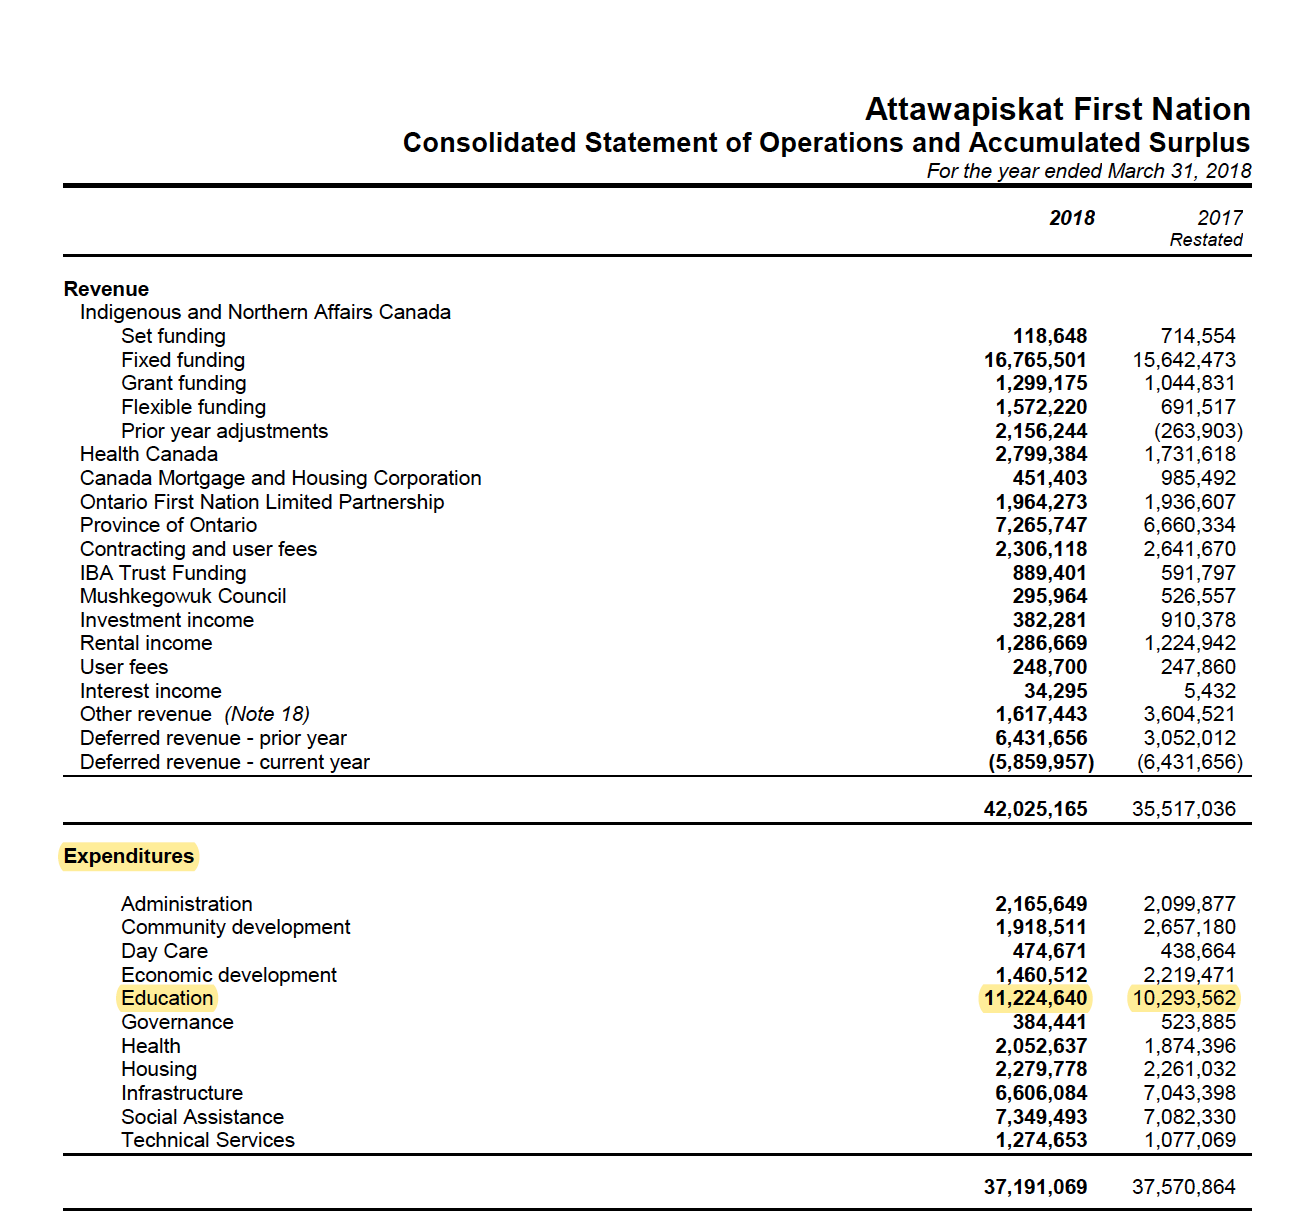 Attawapiskat First Nation
Consolidated Statement of Operations and Accumulated Surplus
For the year ended March 31, 2018
2018 2017
Restated
Revenue
Indigenous and Northern Affairs Canada
Set funding 118,648 714,554
Fixed funding 16,765,501 15,642,473
Grant funding 1,299,175 1,044,831
Flexible funding 1,572,220 691,517
Prior year adjustments 2,156,244 (263,903)
Health Canada 2,799,384 1,731,618
Canada Mortgage and Housing Corporation 451,403 985,492
Ontario First Nation Limited Partnership 1,964,273 1,936,607
Province of Ontario 7,265,747 6,660,334
Contracting and user fees 2,306,118 2,641,670
IBA Trust Funding 889,401 591,797
Mushkegowuk Council 295,964 526,557
Investment income 382,281 910,378
Rental income 1,286,669 1,224,942
User fees 248,700 247,860
Interest income 34,295 5,432
Other revenue (Note 18) 1,617,443 3,604,521
Deferred revenue - prior year 6,431,656 3,052,012
Deferred revenue - current year (5,859,957) (6,431,656)
42,025,165 35,517,036
Expenditures
Administration 2,165,649 2,099,877
Community development 1,918,511 2,657,180
Day Care 474,671 438,664
Economic development 1,460,512 2,219,471
Education 11,224,640 10,293,562
Governance 384,441 523,885
Health 2,052,637 1,874,396
Housing 2,279,778 2,261,032
Infrastructure 6,606,084 7,043,398
Social Assistance 7,349,493 7,082,330
Technical Services 1,274,653 1,077,069
37,191,069 37,570,864